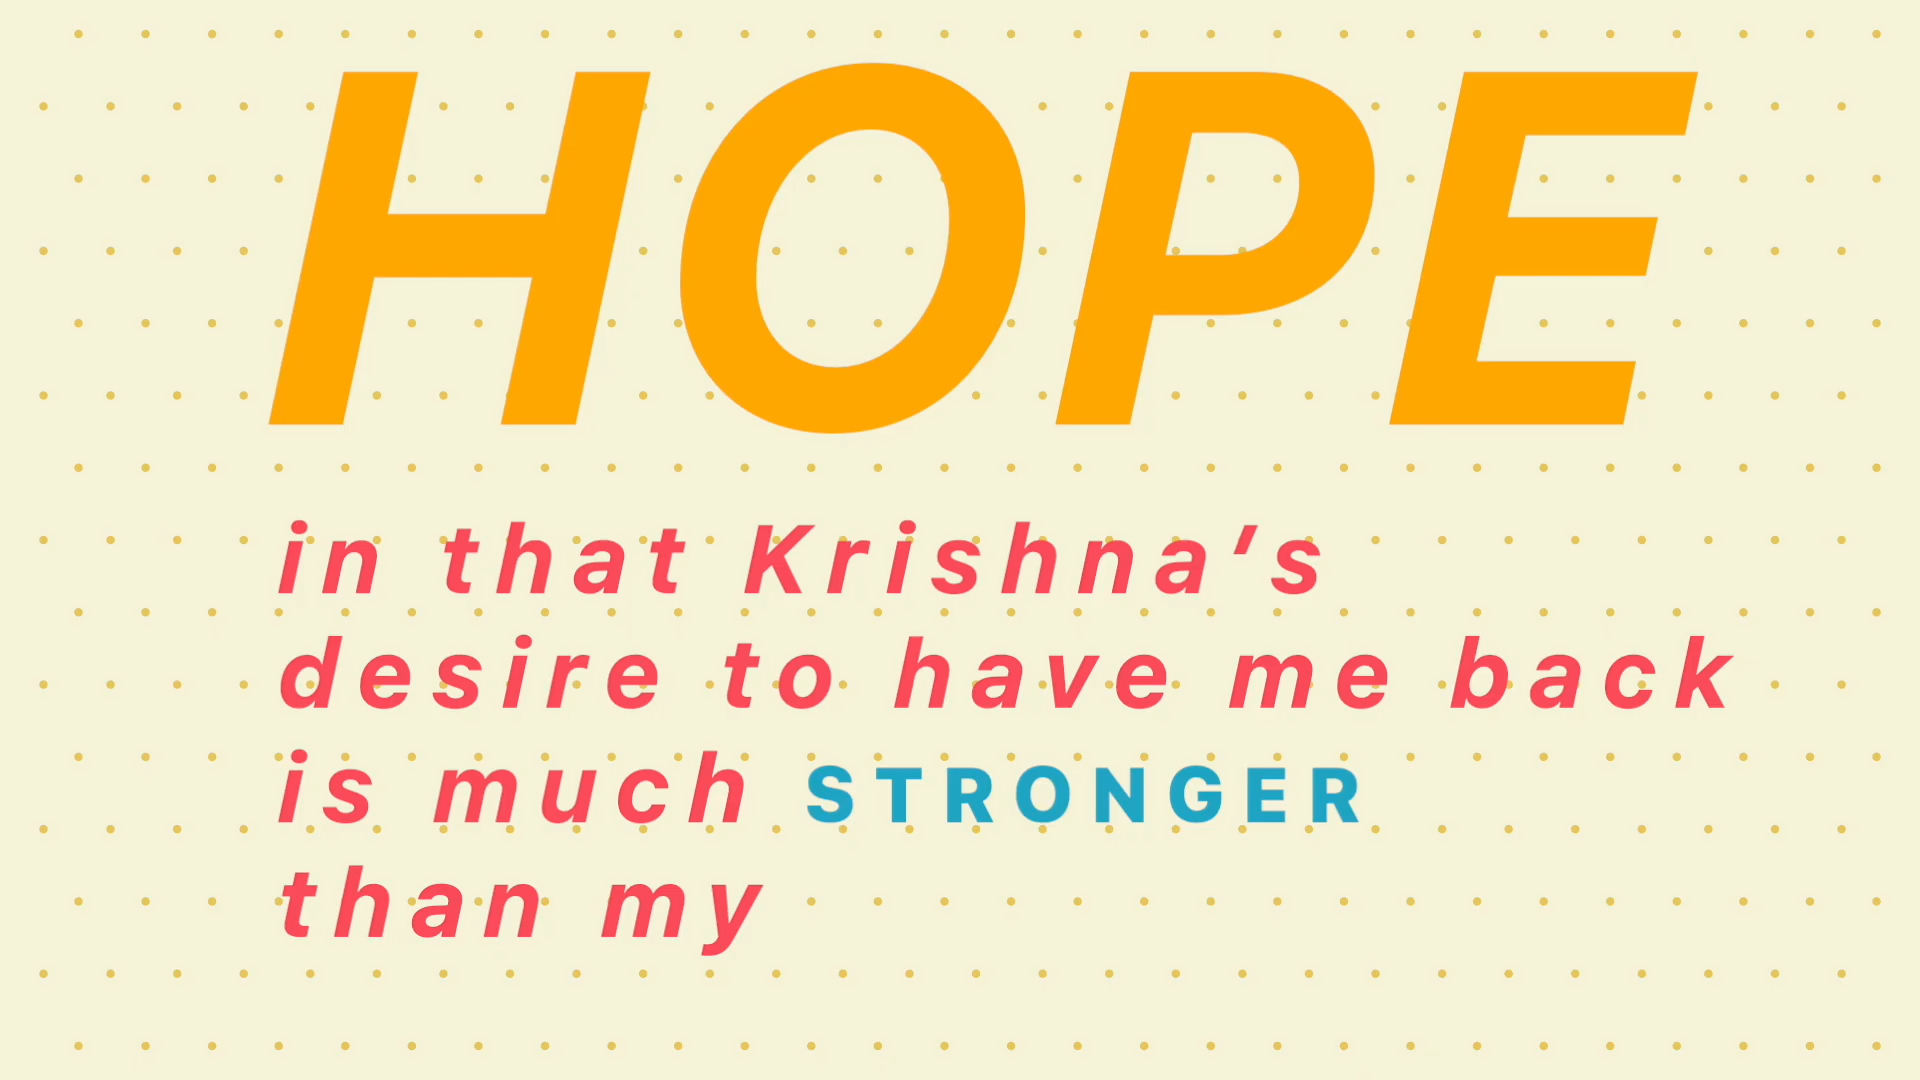 HOPE
in that Krishna's
desire to have me back
is much STRONGER
than my